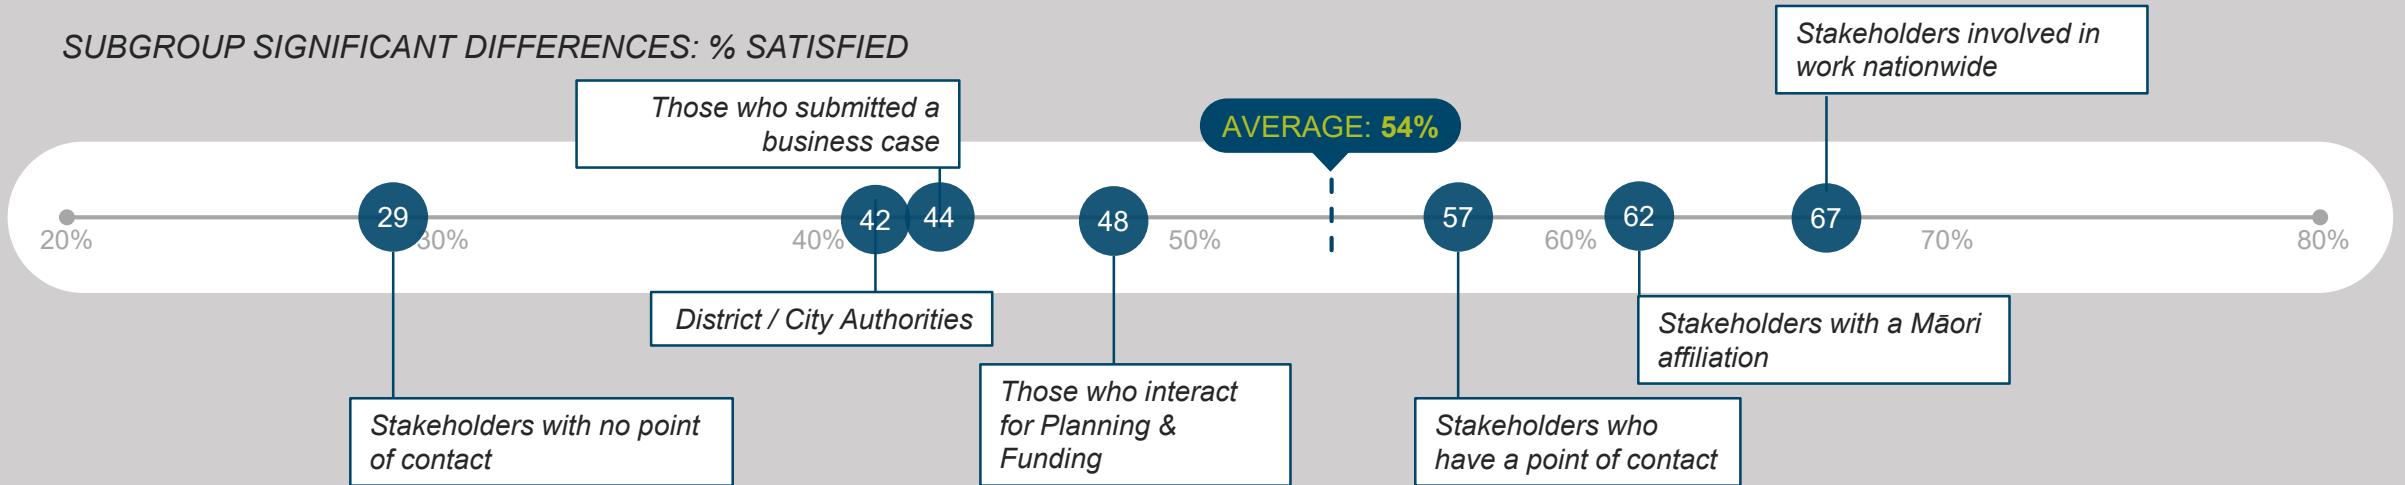 SUBGROUP SIGNIFICANT DIFFERENCES: % SATISFIED
Stakeholders involved in
work nationwide
Those who submitted a
business case
AVERAGE: 54%
29
42
44
48
57
62
67
20%
30%
40%
50%
60%
70%
80%
District / City Authorities
Stakeholders with a Māori
affiliation
Those who interact
for Planning &
Funding
Stakeholders with no point
of contact
Stakeholders who
have a point of contact